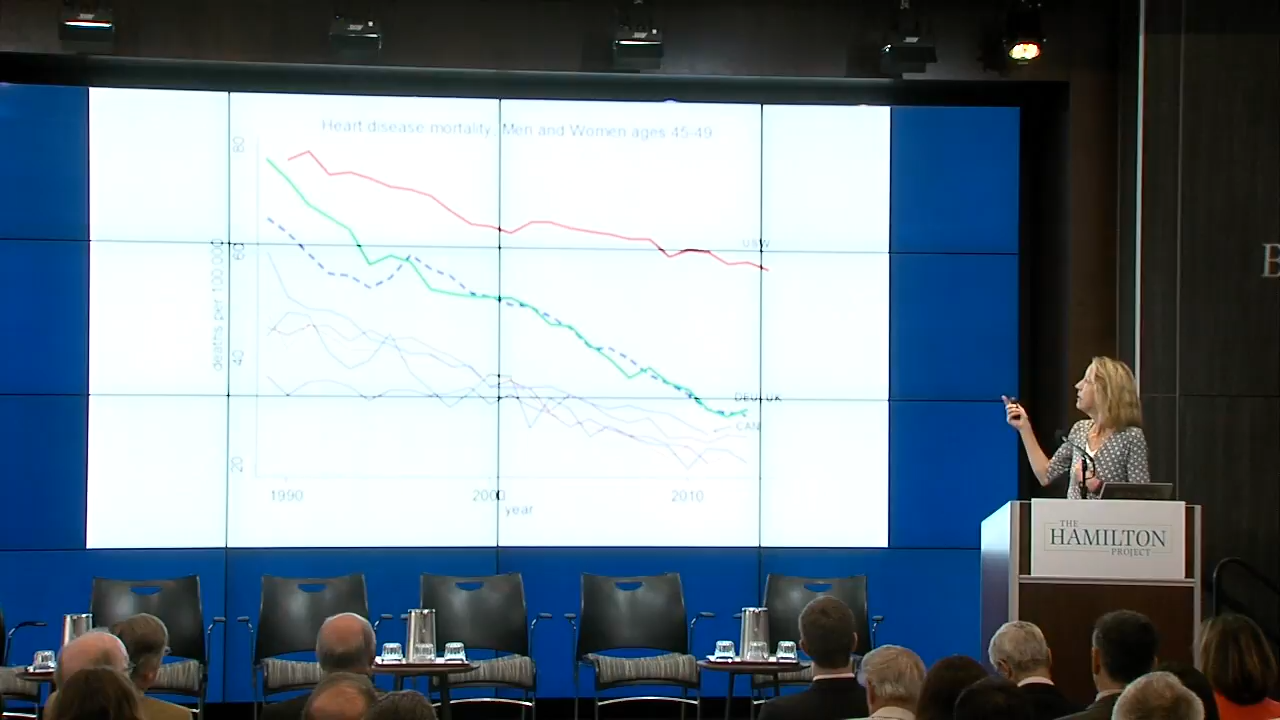 Heart disease mortality, Men and Women ages 45-49
80
60
40
20
deaths per 100,000
USW
DEU UK
CAN
1990
2000
2010
year
THE
HAMILTON
PROJECT
B